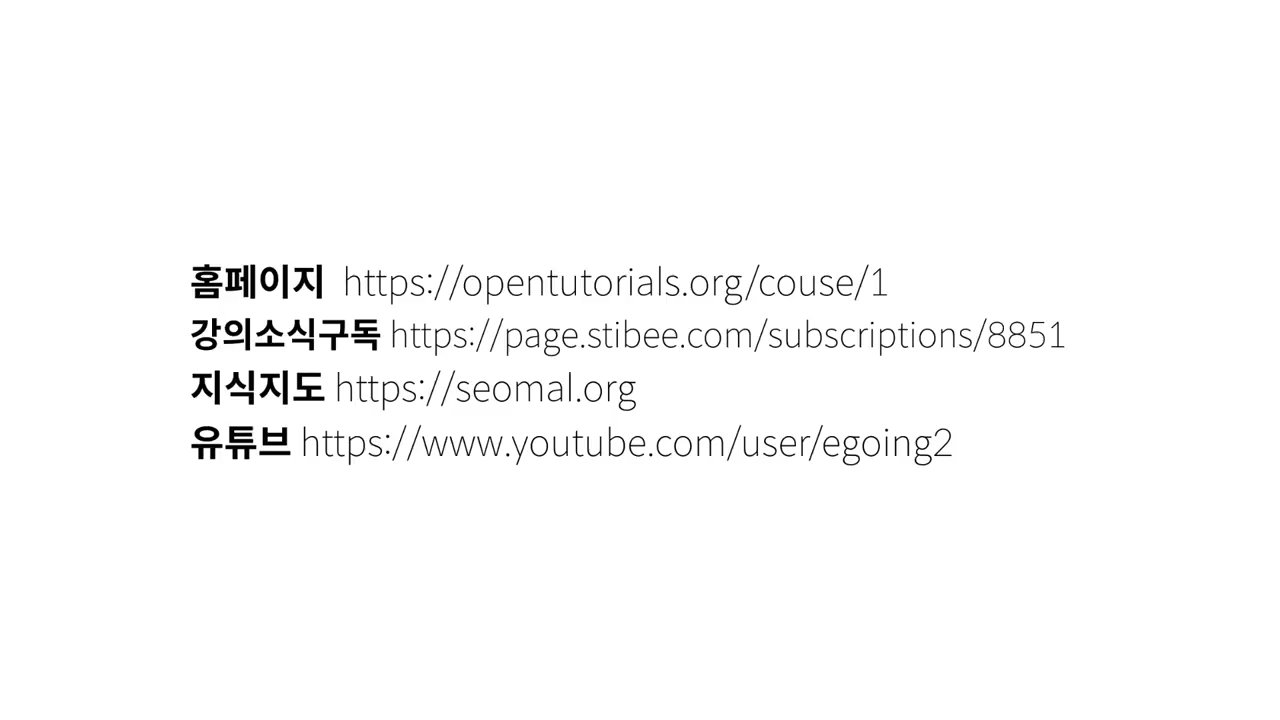 홈페이지 https://opentutorials.org/couse/1
강의소식구독 https://page.stibee.com/subscriptions/8851
지식지도 https://seomal.org
유튜브 https://www.youtube.com/user/egoing2